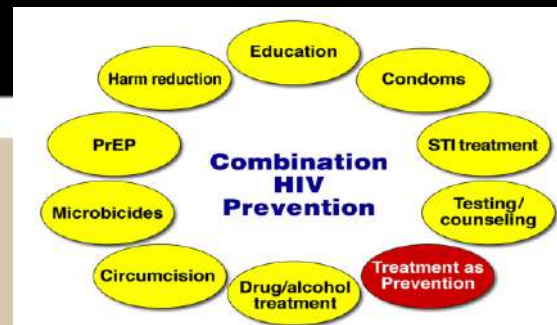 Education
Harm reduction
Condoms
PrEP
STI treatment
Combination
HIV
Prevention
Microbicides
Testing/
counseling
Circumcision
Treatment as
Prevention
Drug/alcohol
treatment